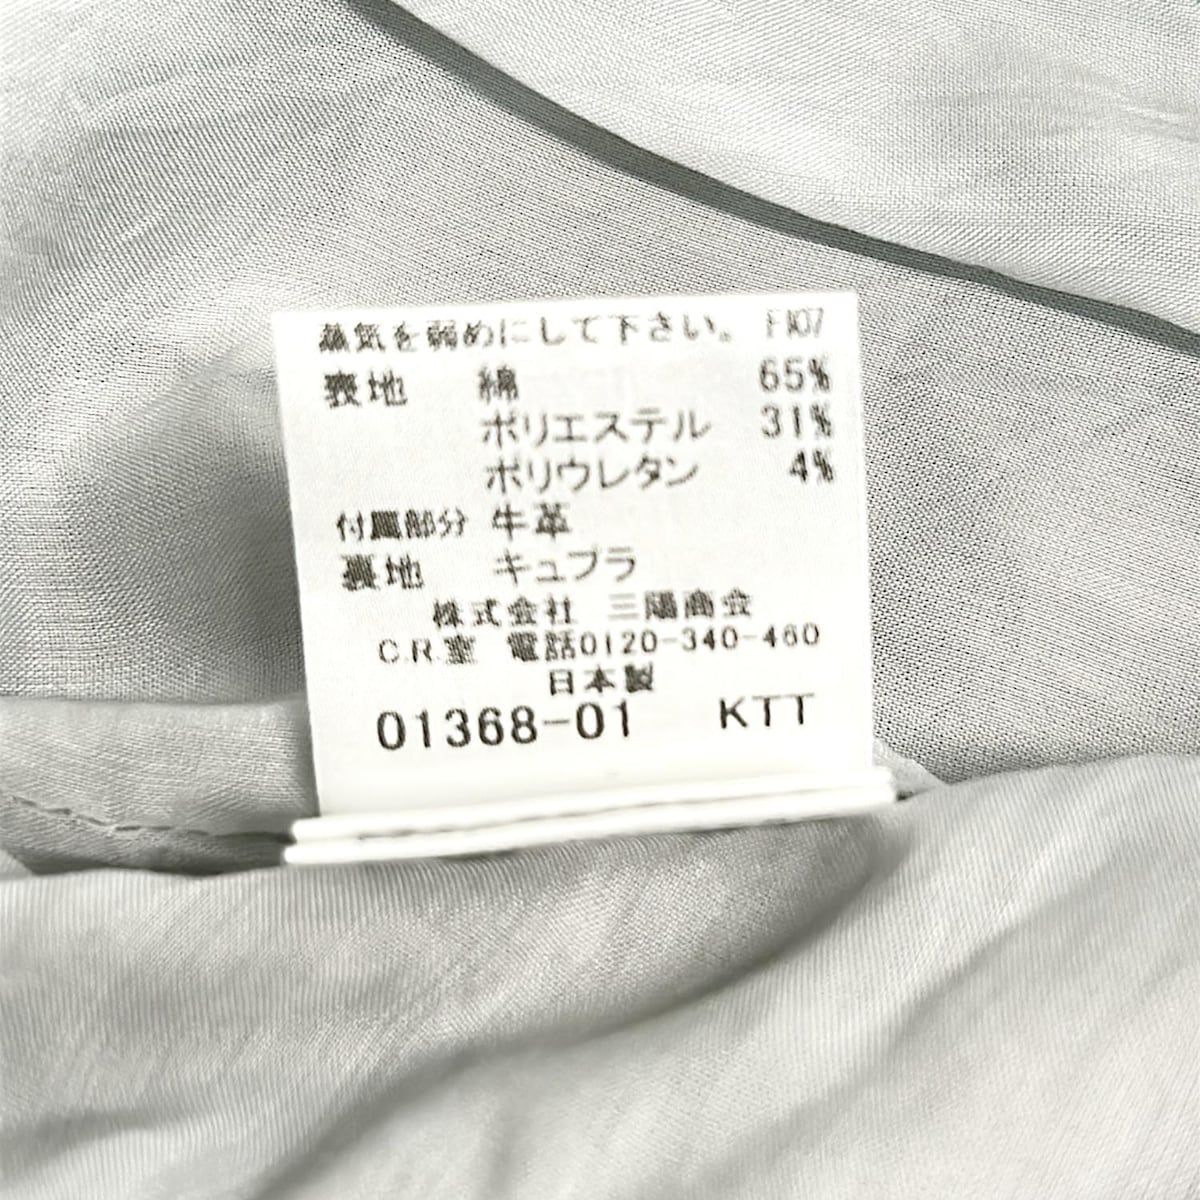 蒸気を弱めにして下さい。 FK07
表地 綿 65%
ポリエステル 31%
ポリウレタン 4%
付属部分 牛革
裏地 キュプラ
株式会社 三陽商会
C.R.室 電話0120-340-460
日本製
01368-01 KTT